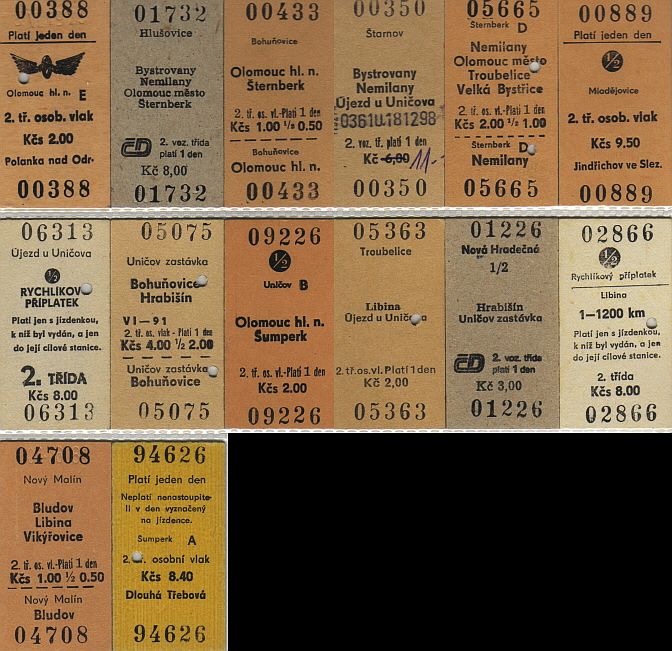 00388
Platí jeden den
Olomouc hl. n. E
2. tř. osob. vlak
Kčs 2.00
Polanka nad Odr.
00388
01732
Hlušovice
Bystrovany
Nemilany
Olomouc město
Šternberk
ČD 2. voz. třída
platí 1 den
Kč 8,00
01732
00433
Bohuňovice
Olomouc hl. n.
Šternberk
2. tř. os. vl.-Platí 1 den
Kčs 1.00 ½ 0.50
Bohuňovice
Olomouc hl. n.
00433
00350
Štarnov
Bystrovany
Nemilany
Újezd u Uničova
0361U.181298
2. voz. tř. platí 1 den
Kč 6,00 11.-
00350
05665
Šternberk D
Nemilany
Olomouc město
Troubelice
Velká Bystřice
2. tř. os. vl.-Platí 1 den
Kčs 2.00 ½ 1.00
Šternberk D
Nemilany
05665
00889
Platí jeden den
½
Mladějovice
2. tř. osob. vlak
Kčs 9,50
Jindřichov ve Slez.
00889
06313
Újezd u Uničova
½
RYCHLÍKOV
PŘÍPLATEK
Platí jen s jízdenkou,
k níž byl vydán, a jen
do její cílové stanice.
2. TŘÍDA
Kčs 8.00
06313
05075
Uničov zastávka
Bohuňovice
Hrabišín
VI-91
2. tř. os. vlak - Platí 1 den
Kčs 4.00 ½ 2.00
Uničov zastávka
Bohuňovice
05075
09226
½
Uničov B
Olomouc hl. n.
Šumperk
2. tř. os. vl.-Platí 1 den
Kčs 2.00
09226
05363
Troubelice
Libina
Újezd u Uničova
2.tř.os.vl.Platí 1 den
Kč 2,00
05363
01226
Nová Hradečná
1/2
Hrabišín
Uničov zastávka
ČD 2. voz. třída
platí 1 den
Kč 3,00
01226
02866
½
Rychlíkový příplatek
Libina
1—1200 km
Platí jen s jízdenkou,
k níž byl vydán, a jen
do její cílové stanice.
2. třída
Kčs 8.00
02866
04708
Nový Malín
Bludov
Libina
Vikýřovice
2. tř. os. vl.-Platí 1 den
Kčs 1.00 ½ 0.50
Nový Malín
Bludov
04708
94626
Platí jeden den
Neplatí nenastoupíte-
li v den vyznačený
na jízdence.
Šumperk A
2. tř. osobní vlak
Kčs 8.40
Dlouhá Třebová
94626